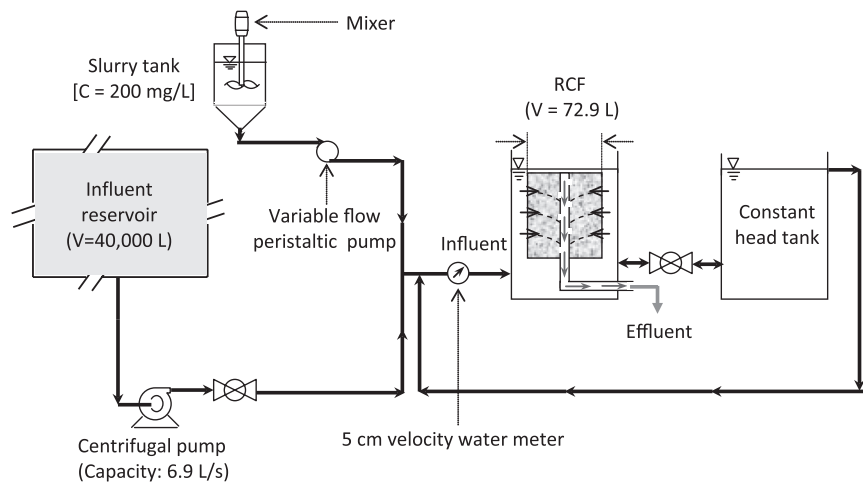 Mixer
Slurry tank
[C = 200 mg/L]
RCF
(V = 72.9 L)
Influent
reservoir
(V=40,000 L)
Variable flow
peristaltic pump
Influent
Constant
head tank
Effluent
5 cm velocity water meter
Centrifugal pump
(Capacity: 6.9 L/s)